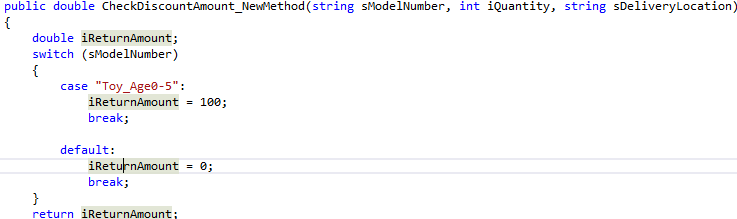 public double CheckDiscountAmount_NewMethod(string sModelNumber, int iQuantity, string sDeliveryLocation)
{
double iReturnAmount;
switch (sModelNumber)
{
case "Toy_Age0-5":
iReturnAmount = 100;
break;
default:
iReturnAmount = 0;
break;
}
return iReturnAmount;